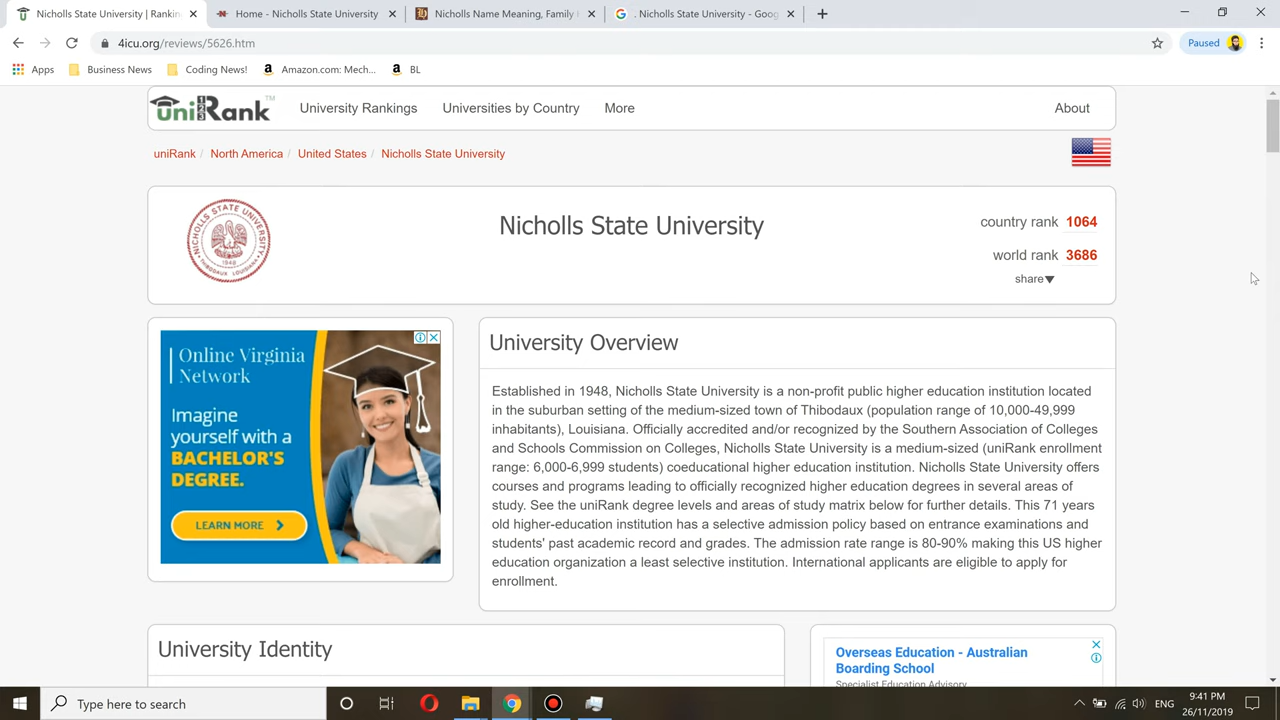 Nicholls State University | Rankin
Home - Nicholls State University
Nicholls Name Meaning, Family
. Nicholls State University - Goog
4icu.org/reviews/5626.htm
Paused
Apps
Business News
Coding News!
Amazon.com: Mech...
BL
uniRank™
University Rankings
Universities by Country
More
About
uniRank / North America / United States / Nicholls State University
NICHOLLS STATE UNIVERSITY
1948
THIBODAUX, LOUISIANA
Nicholls State University
country rank 1064
world rank 3686
share▼
Online Virginia
Network
Imagine
yourself with a
BACHELOR'S
DEGREE.
LEARN MORE
University Overview
Established in 1948, Nicholls State University is a non-profit public higher education institution located
in the suburban setting of the medium-sized town of Thibodaux (population range of 10,000-49,999
inhabitants), Louisiana. Officially accredited and/or recognized by the Southern Association of Colleges
and Schools Commission on Colleges, Nicholls State University is a medium-sized (uniRank enrollment
range: 6,000-6,999 students) coeducational higher education institution. Nicholls State University offers
courses and programs leading to officially recognized higher education degrees in several areas of
study. See the uniRank degree levels and areas of study matrix below for further details. This 71 years
old higher-education institution has a selective admission policy based on entrance examinations and
students' past academic record and grades. The admission rate range is 80-90% making this US higher
education organization a least selective institution. International applicants are eligible to apply for
enrollment.
University Identity
Overseas Education - Australian
Boarding School
Specialist Education Advisory
Type here to search
ENG
9:41 PM
26/11/2019